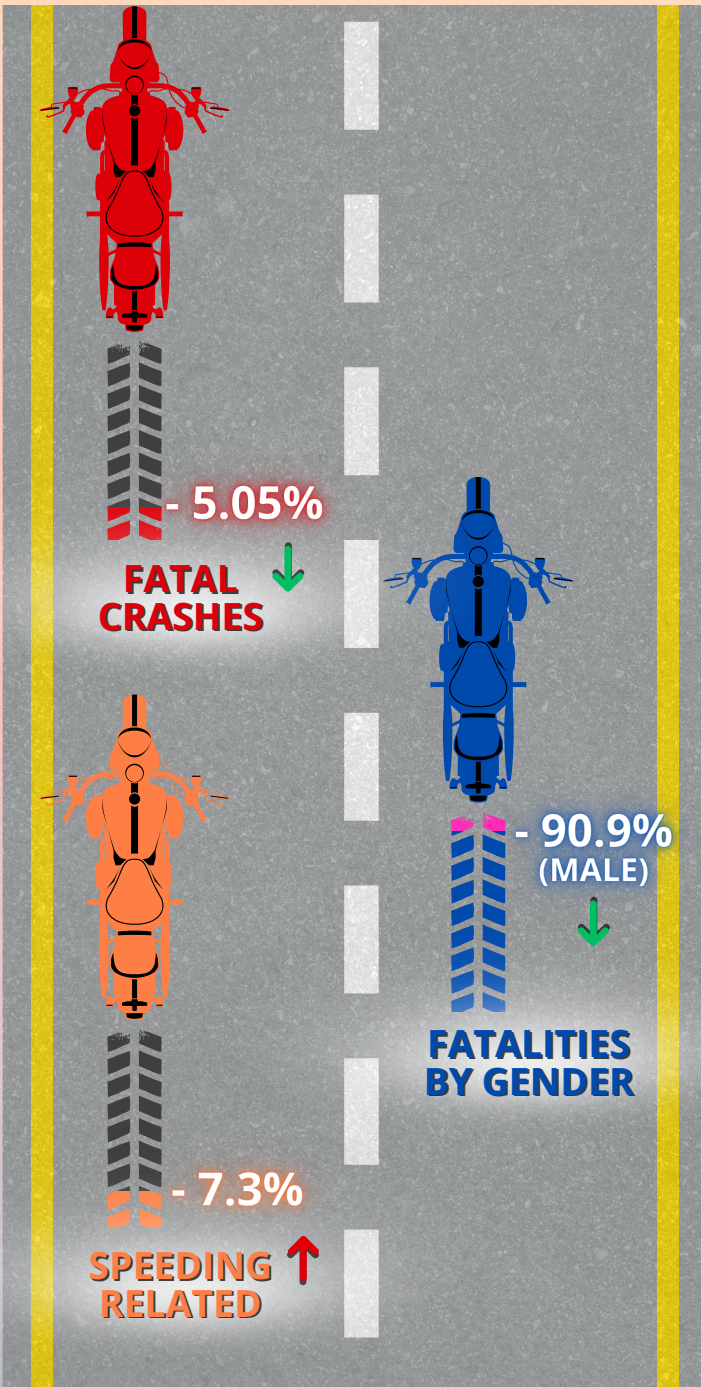 - 5.05%
FATAL
CRASHES
- 90.9%
(MALE)
FATALITIES
BY GENDER
- 7.3%
SPEEDING
RELATED